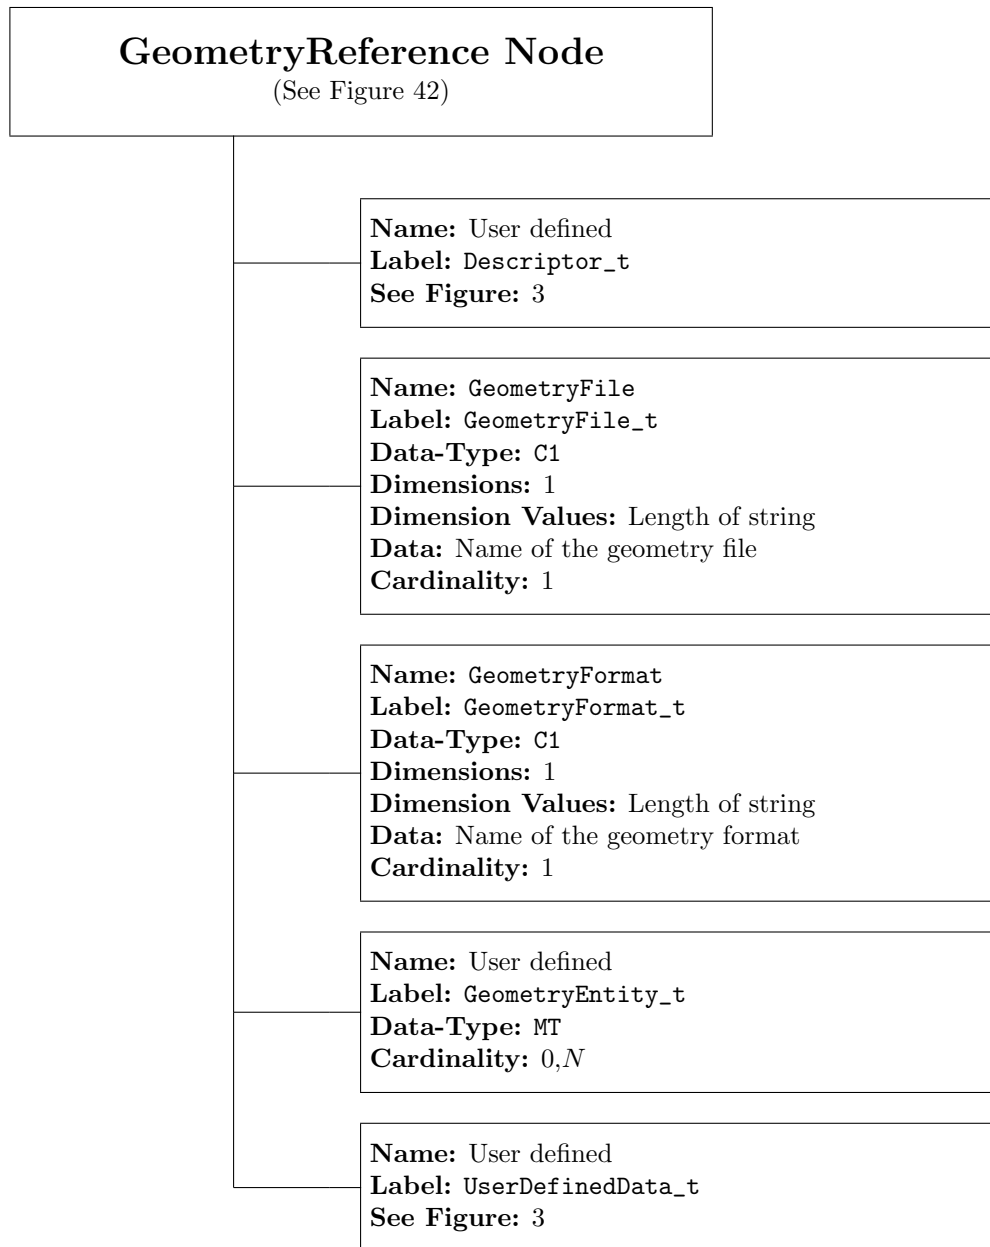 GeometryReference Node
(See Figure 42)
Name: User defined
Label: Descriptor_t
See Figure: 3
Name: GeometryFile
Label: GeometryFile_t
Data-Type: C1
Dimensions: 1
Dimension Values: Length of string
Data: Name of the geometry file
Cardinality: 1
Name: GeometryFormat
Label: GeometryFormat_t
Data-Type: C1
Dimensions: 1
Dimension Values: Length of string
Data: Name of the geometry format
Cardinality: 1
Name: User defined
Label: GeometryEntity_t
Data-Type: MT
Cardinality: 0,N
Name: User defined
Label: UserDefinedData_t
See Figure: 3